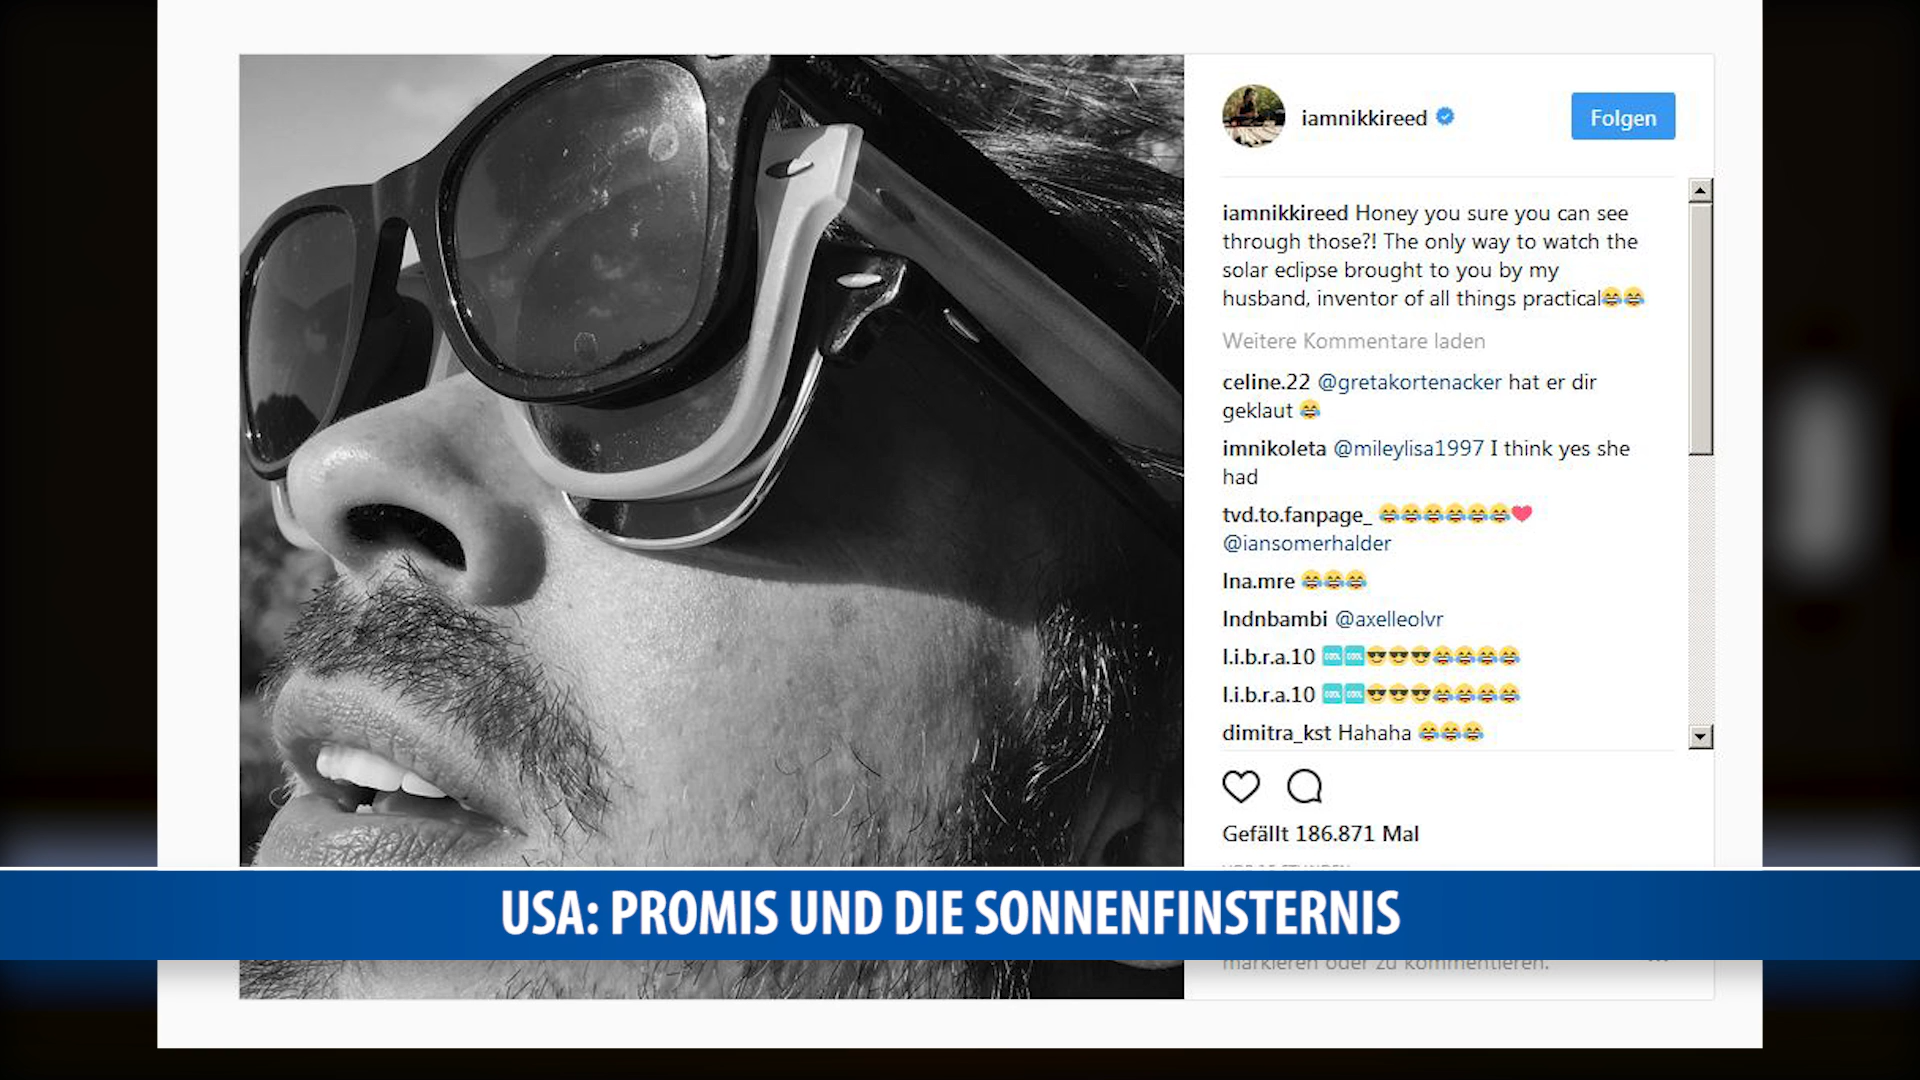 iamnikkireed
Folgen
iamnikkireed Honey you sure you can see
through those?! The only way to watch the
solar eclipse brought to you by my
husband, inventor of all things practical😂😂
Weitere Kommentare laden
celine.22 @gretakortenacker hat er dir
geklaut 😂
imnikoleta @mileylisa1997 I think yes she
had
tvd.to.fanpage_ 😂😂😂😂😂😂❤
@iansomerhalder
lna.mre 😂😂😂
lndnbambi @axelleolvr
l.i.b.r.a.10 🆒🆒😎😎😎😂😂😂😂
l.i.b.r.a.10 🆒🆒😎😎😎😂😂😂😂
dimitra_kst Hahaha 😂😂😂
Gefällt 186.871 Mal
USA: PROMIS UND DIE SONNENFINSTERNIS
markieren oder zu kommentieren.